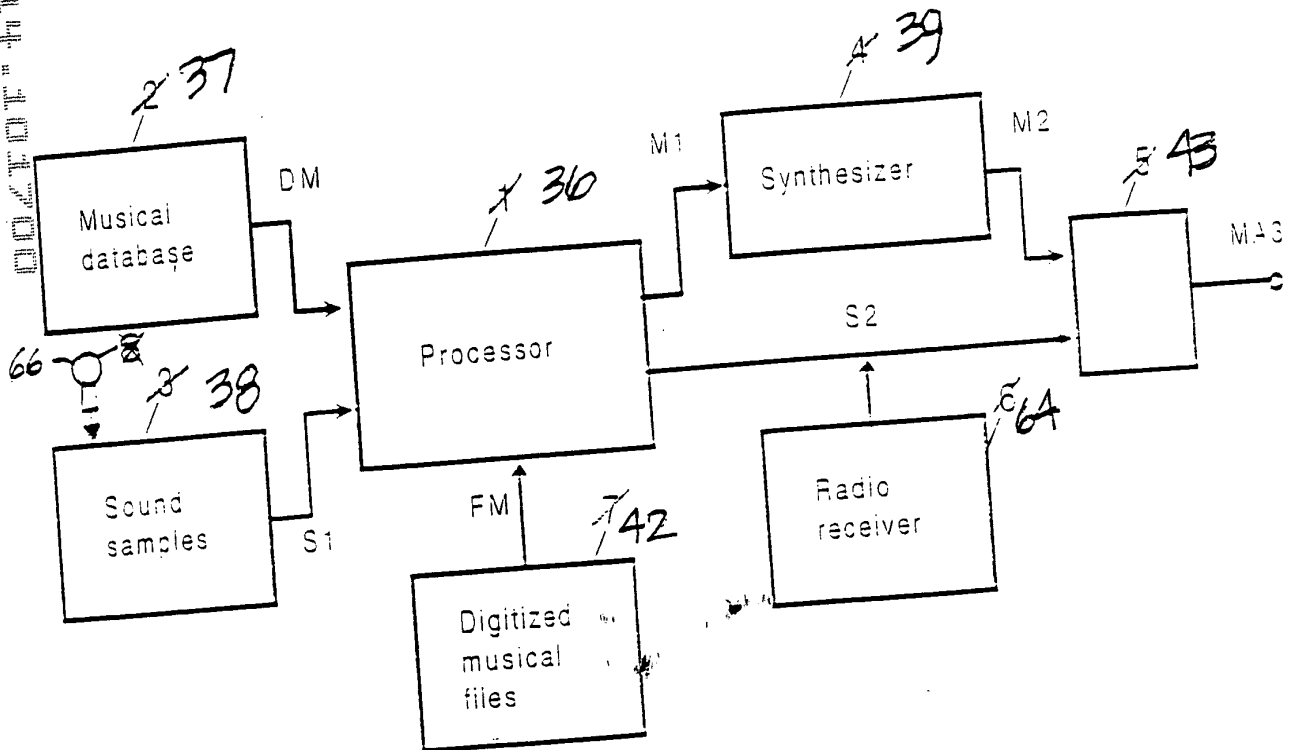 37
39
DM
M1
M2
Synthesizer
43
Musical
database
36
MAS
66
Processor
S2
38
64
Sound
samples
S1
FM
42
Radio
receiver
Digitized
musical
files